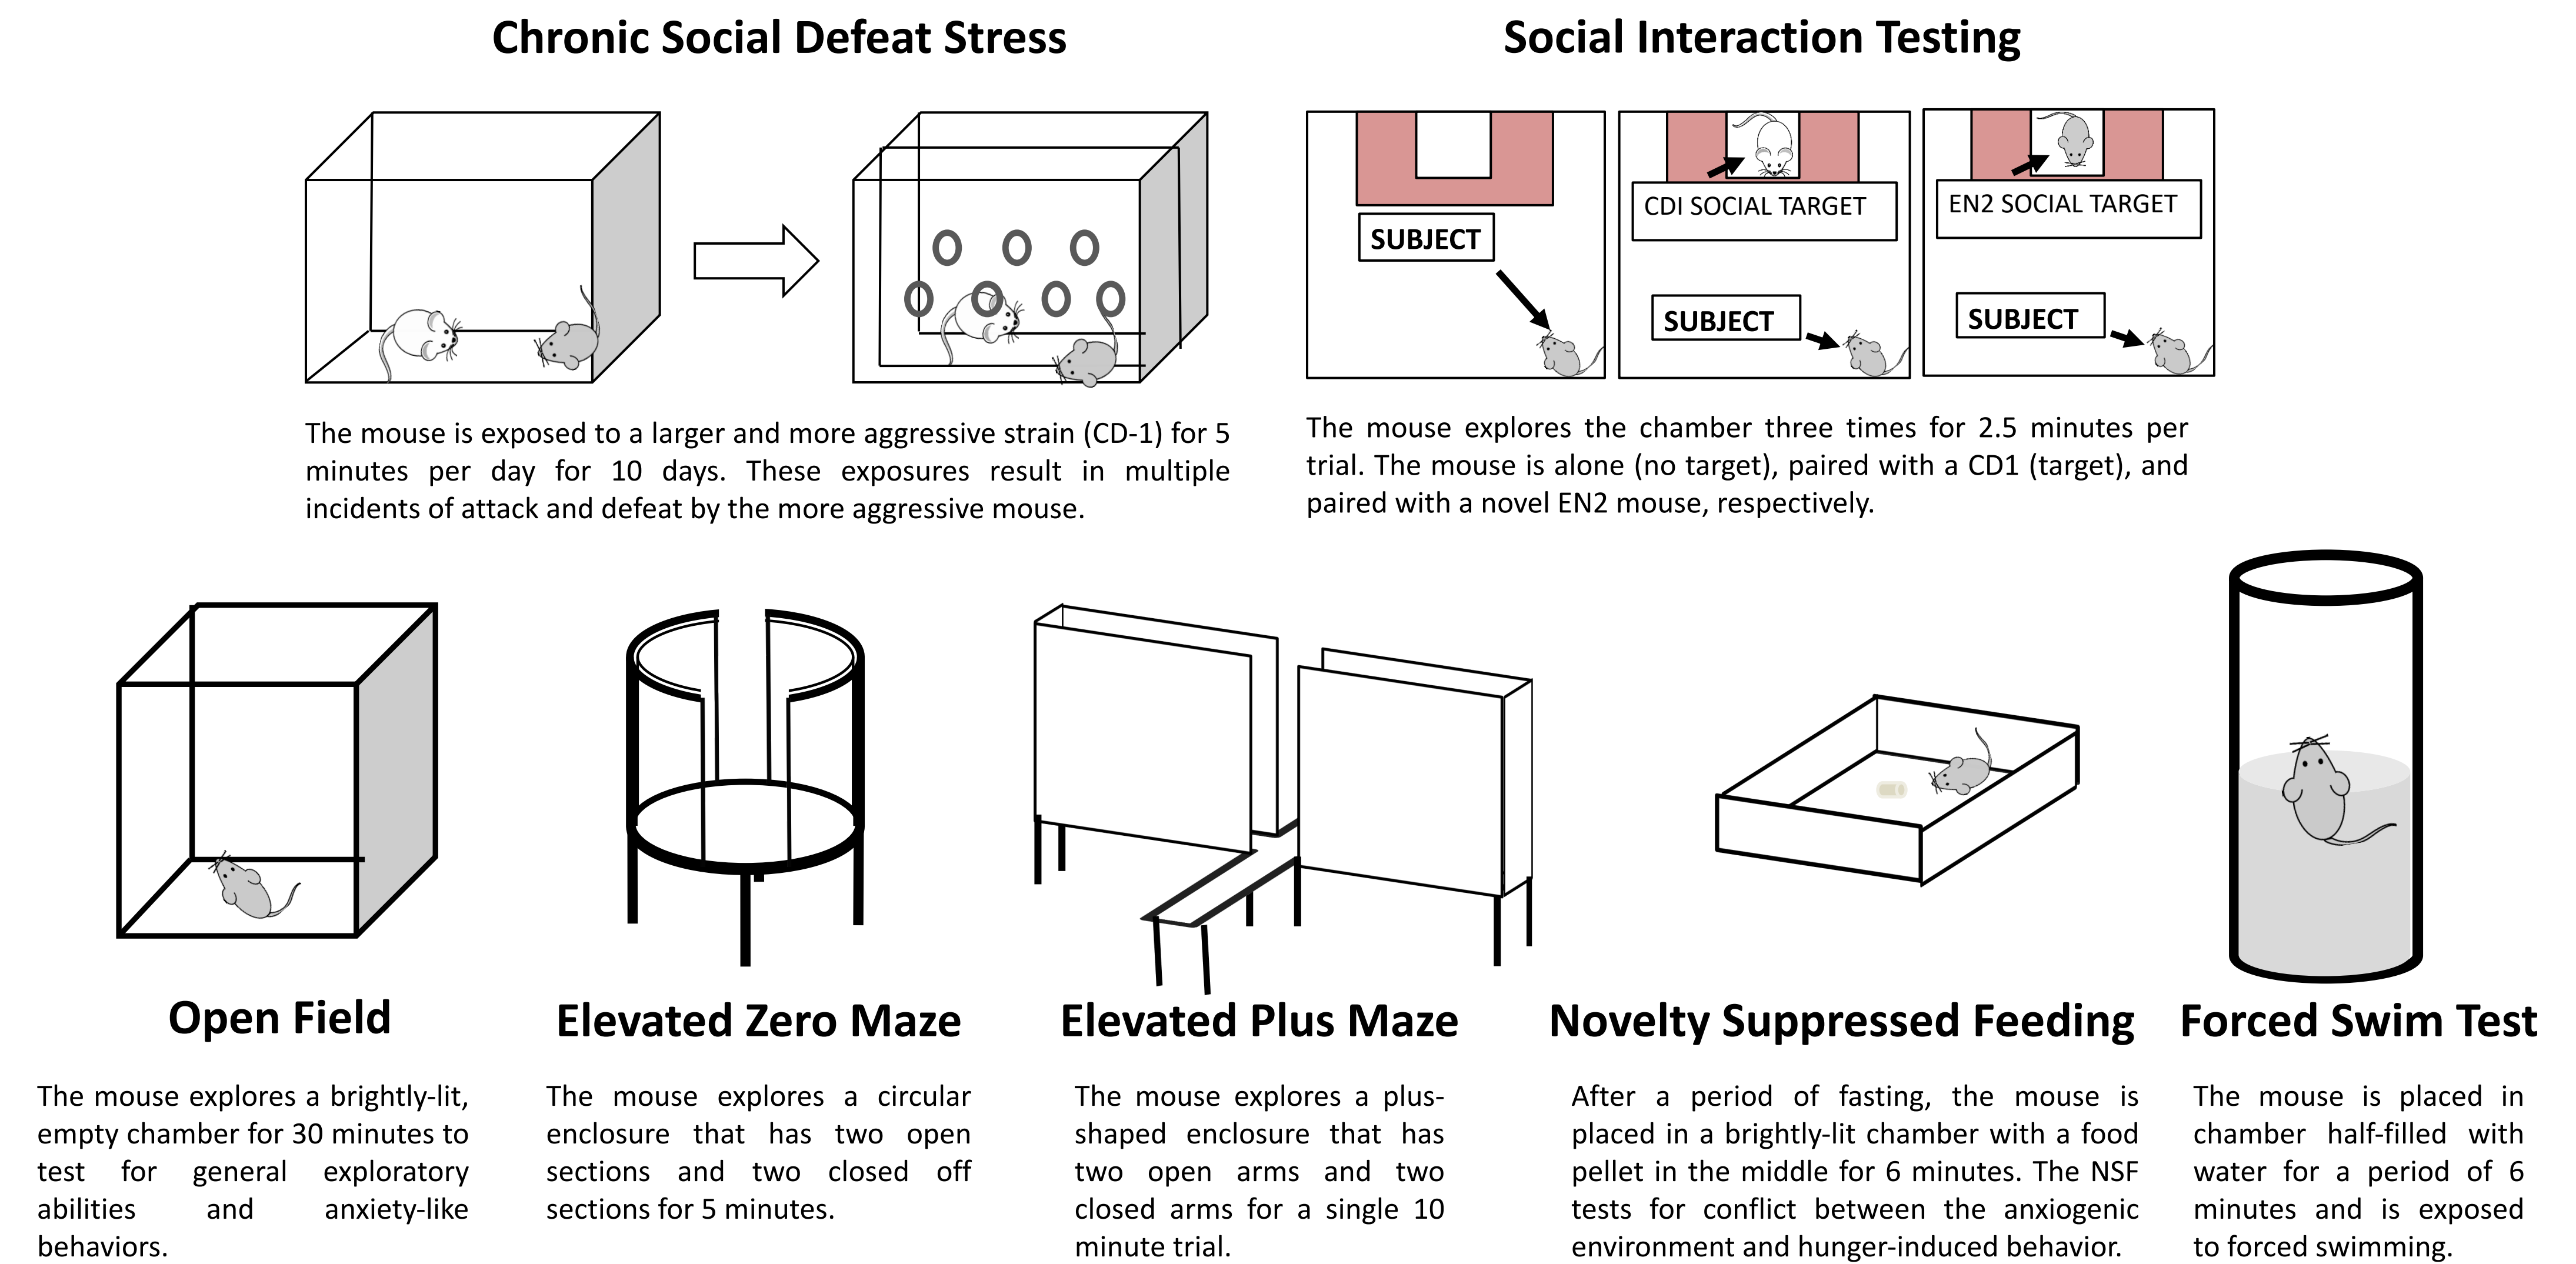 Chronic Social Defeat Stress
Social Interaction Testing
SUBJECT
CDI SOCIAL TARGET
SUBJECT
EN2 SOCIAL TARGET
SUBJECT
The mouse is exposed to a larger and more aggressive strain (CD-1) for 5
minutes per day for 10 days. These exposures result in multiple
incidents of attack and defeat by the more aggressive mouse.
The mouse explores the chamber three times for 2.5 minutes per
trial. The mouse is alone (no target), paired with a CD1 (target), and
paired with a novel EN2 mouse, respectively.
Open Field
The mouse explores a brightly-lit,
empty chamber for 30 minutes to
test for general exploratory
abilities and anxiety-like
behaviors.
Elevated Zero Maze
The mouse explores a circular
enclosure that has two open
sections and two closed off
sections for 5 minutes.
Elevated Plus Maze
The mouse explores a plus-
shaped enclosure that has
two open arms and two
closed arms for a single 10
minute trial.
Novelty Suppressed Feeding
After a period of fasting, the mouse is
placed in a brightly-lit chamber with a food
pellet in the middle for 6 minutes. The NSF
tests for conflict between the anxiogenic
environment and hunger-induced behavior.
Forced Swim Test
The mouse is placed in
chamber half-filled with
water for a period of 6
minutes and is exposed
to forced swimming.